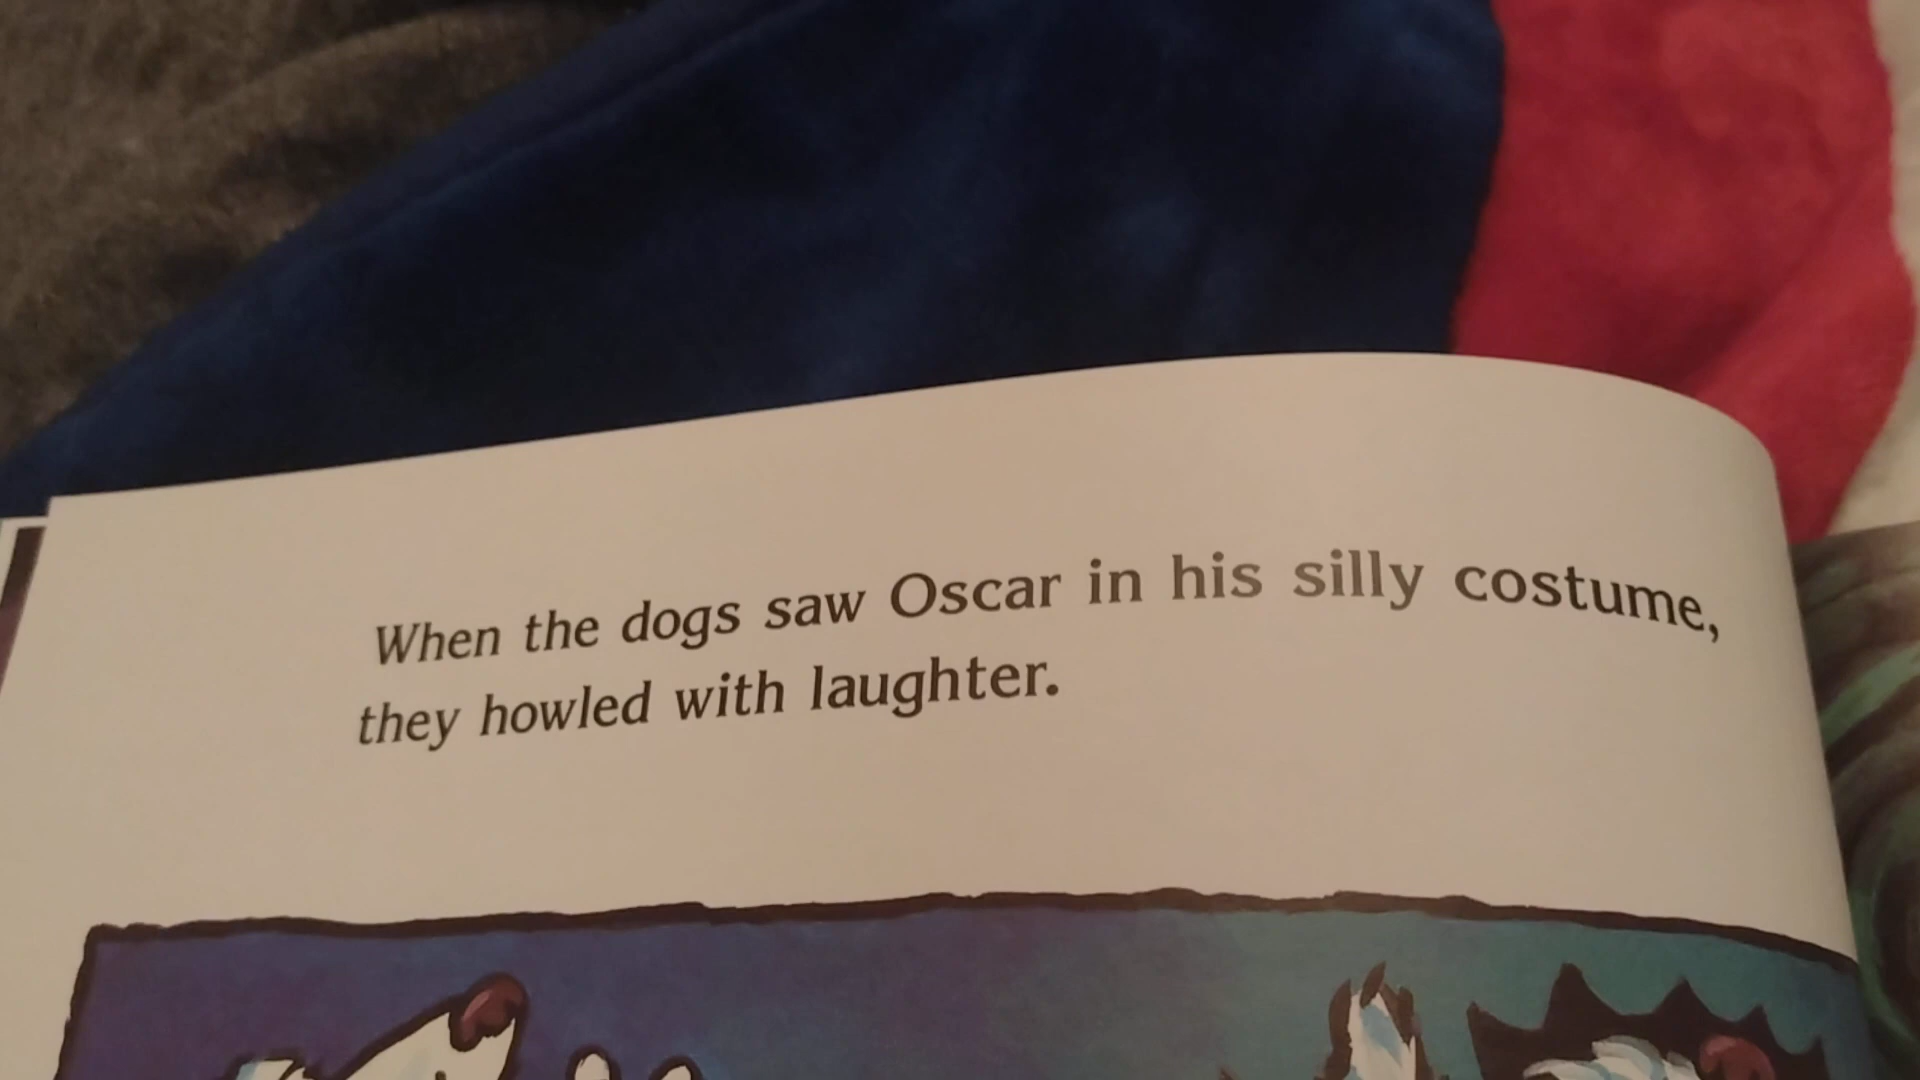 When the dogs saw Oscar in his silly costume,
they howled with laughter.